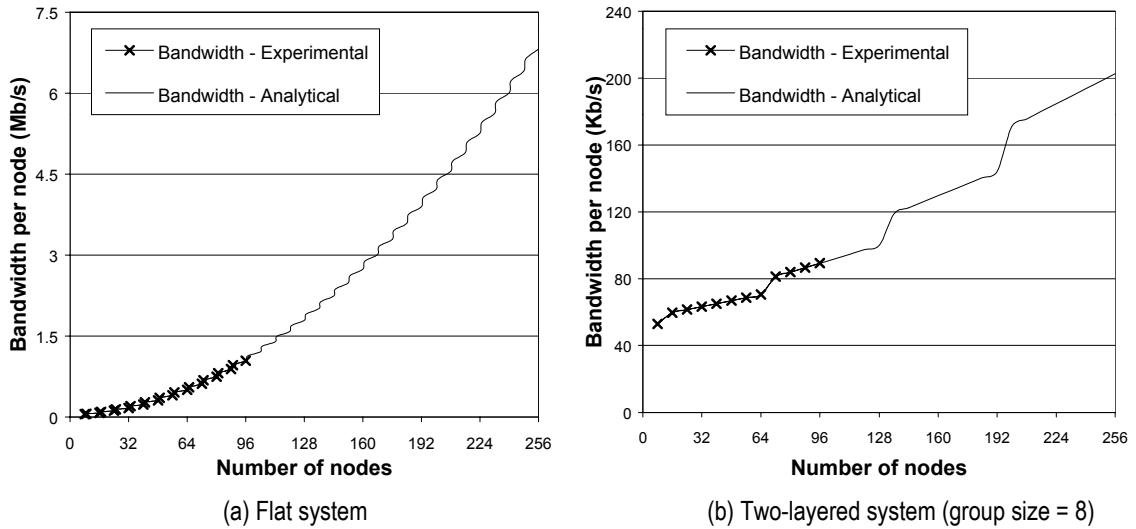 7.5
6
4.5
3
1.5
0
Bandwidth per node (Mb/s)
Bandwidth - Experimental
Bandwidth - Analytical
0 32 64 96 128 160 192 224 256
Number of nodes
(a) Flat system
240
200
160
120
80
40
0
Bandwidth per node (Kb/s)
Bandwidth - Experimental
Bandwidth - Analytical
0 32 64 96 128 160 192 224 256
Number of nodes
(b) Two-layered system (group size = 8)